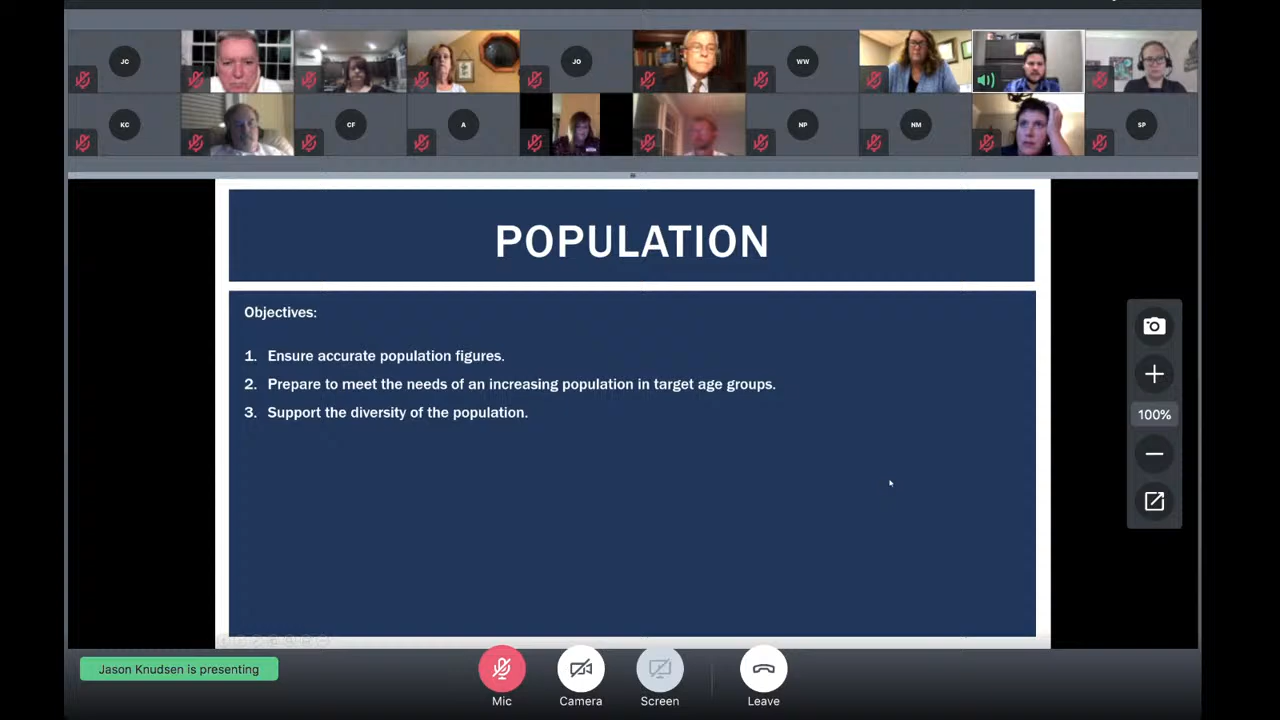 JC
JO
WW
KC
CF
A
NP
NM
SP
POPULATION
Objectives:
1. Ensure accurate population figures.
2. Prepare to meet the needs of an increasing population in target age groups.
3. Support the diversity of the population.
100%
Jason Knudsen is presenting
Mic
Camera
Screen
Leave